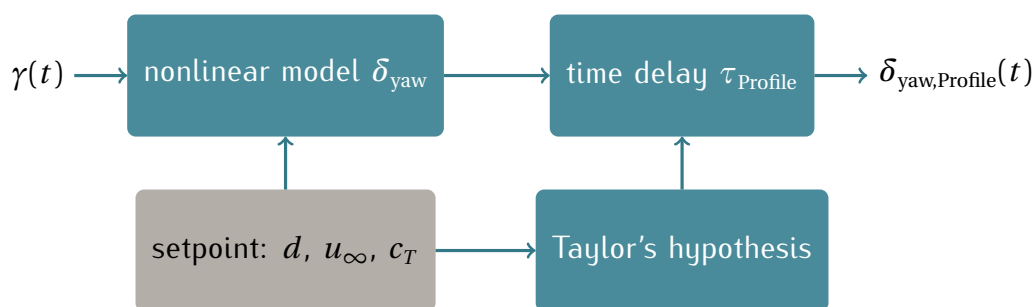 γ(t) nonlinear model δ_yaw time delay τ_Profile δ_yaw,Profile(t)
setpoint: d, u_∞, c_T Taylor's hypothesis